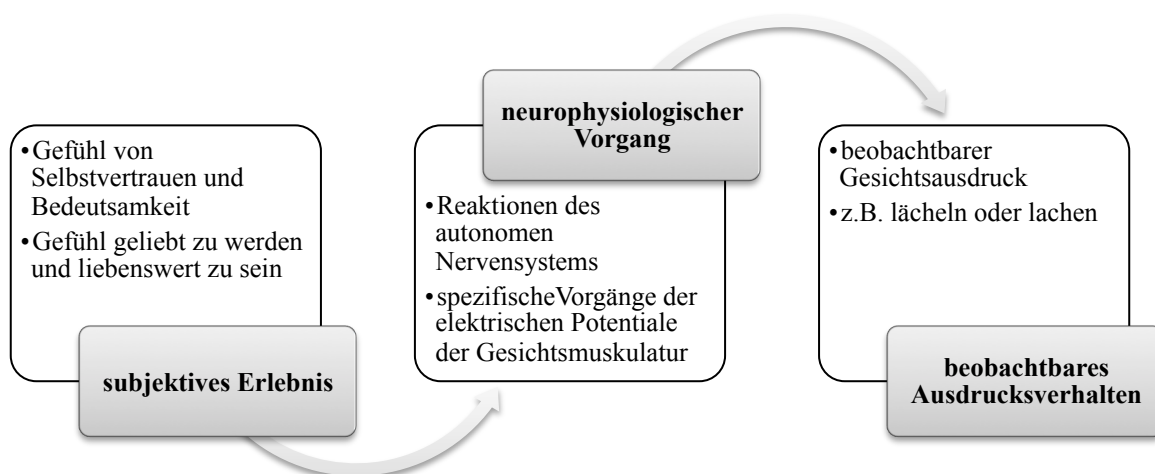 •Gefühl von
Selbstvertrauen und
Bedeutsamkeit
•Gefühl geliebt zu werden
und liebenswert zu sein
subjektives Erlebnis
neurophysiologischer
Vorgang
•Reaktionen des
autonomen
Nervensystems
•spezifischeVorgänge der
elektrischen Potentiale
der Gesichtsmuskulatur
•beobachtbarer
Gesichtsausdruck
•z.B. lächeln oder lachen
beobachtbares
Ausdrucksverhalten